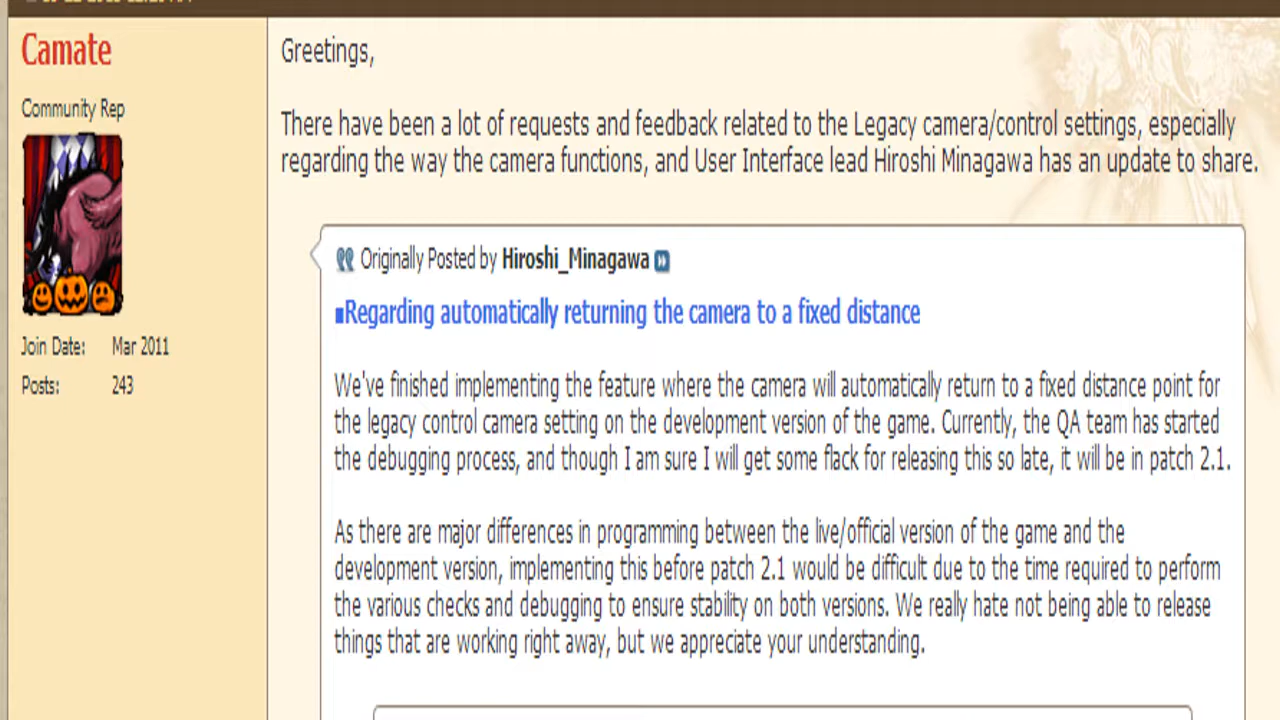 Camate
Community Rep
Join Date: Mar 2011
Posts: 243
Greetings,
There have been a lot of requests and feedback related to the Legacy camera/control settings, especially
regarding the way the camera functions, and User Interface lead Hiroshi Minagawa has an update to share.
Originally Posted by Hiroshi_Minagawa
■Regarding automatically returning the camera to a fixed distance
We've finished implementing the feature where the camera will automatically return to a fixed distance point for
the legacy control camera setting on the development version of the game. Currently, the QA team has started
the debugging process, and though I am sure I will get some flack for releasing this so late, it will be in patch 2.1.
As there are major differences in programming between the live/official version of the game and the
development version, implementing this before patch 2.1 would be difficult due to the time required to perform
the various checks and debugging to ensure stability on both versions. We really hate not being able to release
things that are working right away, but we appreciate your understanding.